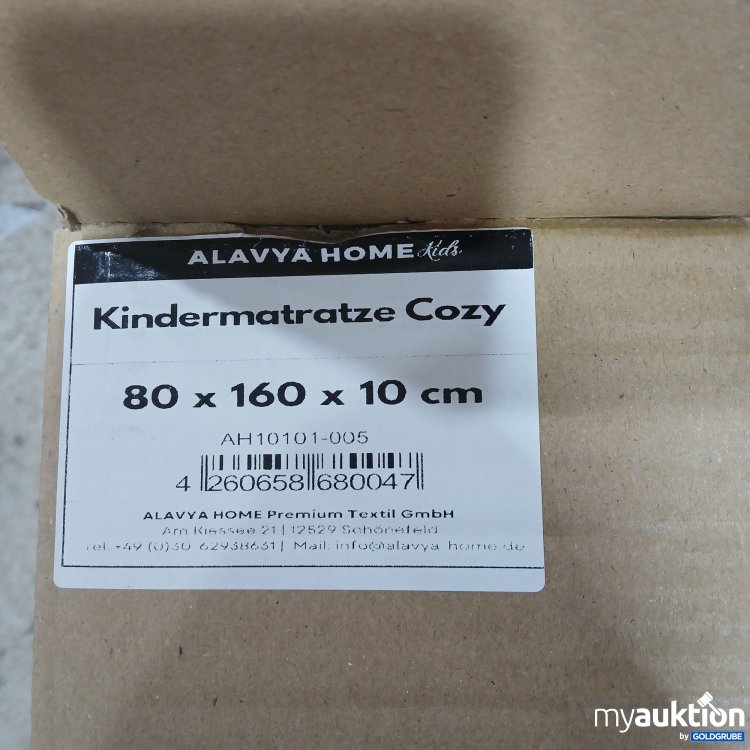 ALAVYA HOME kids
Kindermatratze Cozy
80 x 160 x 10 cm
AH10101-005
4 260658 680047
ALAVYA HOME Premium Textil GmbH
Am Kiessee 21 | 12529 Schönefeld
Tel. +49 (0)30 62938631 | Mail: info@alavya-home.de
myauktion
by GOLDGRUBE